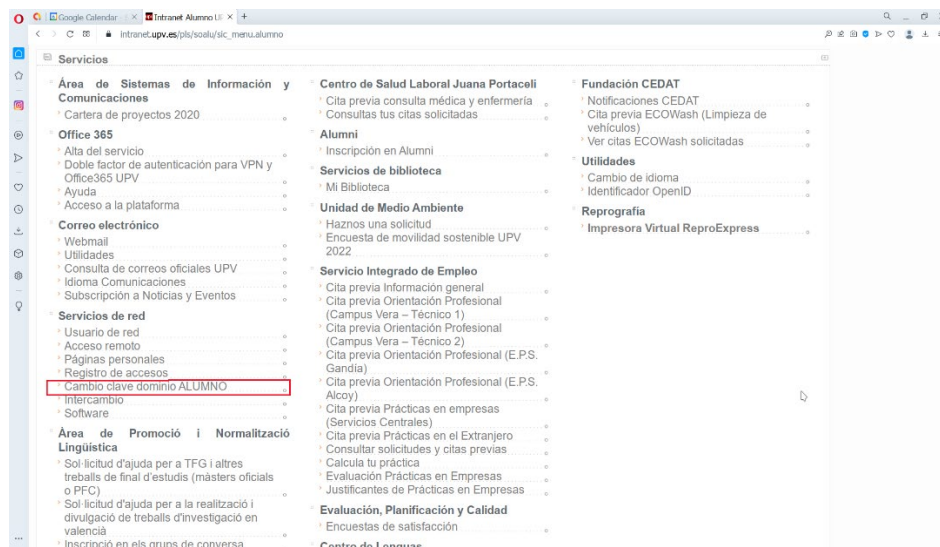 Google Calendar -
Intranet Alumno U
intranet.upv.es/pls/soalu/sic_menu.alumno
Servicios
Área de Sistemas de Información y
Comunicaciones
Cartera de proyectos 2020
Office 365
Alta del servicio
Doble factor de autenticación para VPN y
Office365 UPV
Ayuda
Acceso a la plataforma
Correo electrónico
Webmail
Utilidades
Consulta de correos oficiales UPV
Idioma Comunicaciones
Subscripción a Noticias y Eventos
Servicios de red
Usuario de red
Acceso remoto
Páginas personales
Registro de accesos
Cambio clave dominio ALUMNO
Intercambio
Software
Àrea de Promoció i Normalització
Lingüística
Sol·licitud d'ajuda per a TFG i altres
treballs de final d'estudis (màsters oficials
o PFC)
Sol·licitud d'ajuda per a la realització i
divulgació de treballs d'investigació en
valencià
Inscripció en els grups de conversa
Centro de Salud Laboral Juana Portaceli
Cita previa consulta médica y enfermería
Consultas tus citas solicitadas
Alumni
Inscripción en Alumni
Servicios de biblioteca
Mi Biblioteca
Unidad de Medio Ambiente
Haznos una solicitud
Encuesta de movilidad sostenible UPV
2022
Servicio Integrado de Empleo
Cita previa Información general
Cita previa Orientación Profesional
(Campus Vera – Técnico 1)
Cita previa Orientación Profesional
(Campus Vera – Técnico 2)
Cita previa Orientación Profesional (E.P.S.
Gandía)
Cita previa Orientación Profesional (E.P.S.
Alcoy)
Cita previa Prácticas en empresas
(Servicios Centrales)
Cita previa Prácticas en el Extranjero
Consultar solicitudes y citas previas
Calcula tu práctica
Evaluación Prácticas en Empresas
Justificantes de Prácticas en Empresas
Evaluación, Planificación y Calidad
Encuestas de satisfacción
Centro de Lenguas
Fundación CEDAT
Notificaciones CEDAT
Cita previa ECOWash (Limpieza de
vehículos)
Ver citas ECOWash solicitadas
Utilidades
Cambio de idioma
Identificador OpenID
Reprografía
Impresora Virtual ReproExpress